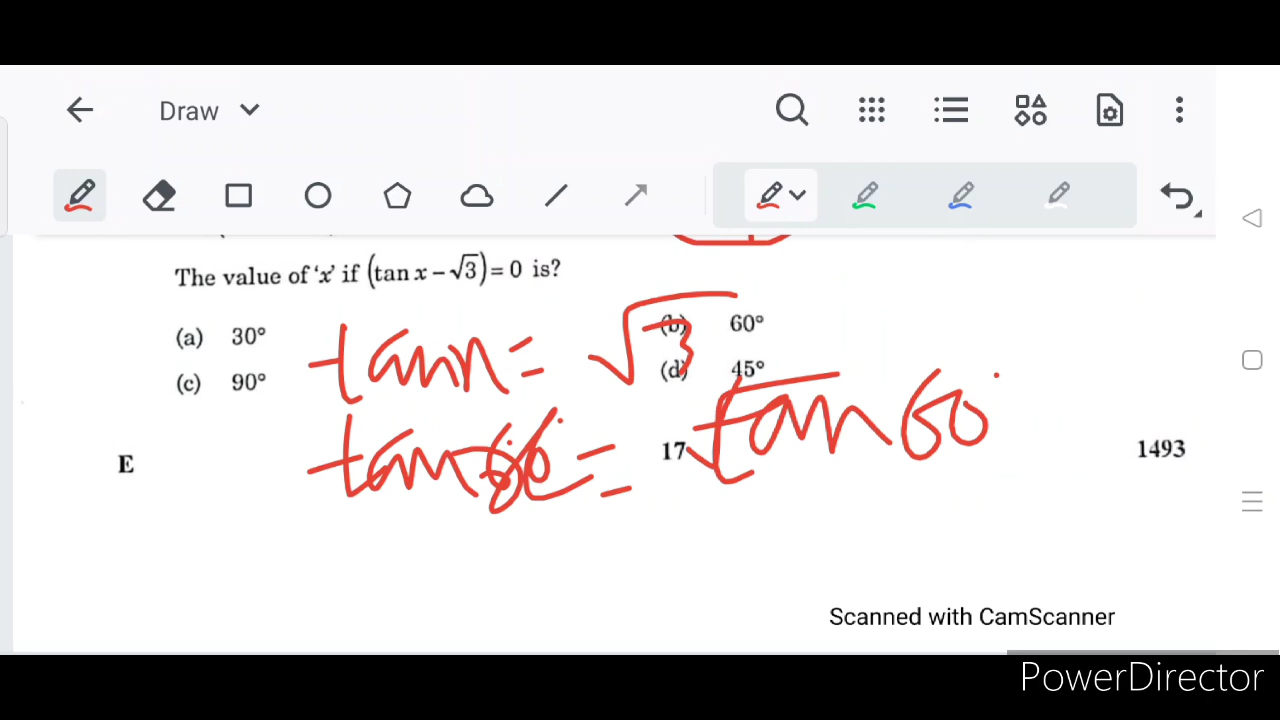 Draw
The value of 'x' if (tan x – √3) = 0 is?
(a) 30° (b) 60°
(c) 90° (d) 45°
tan x = √3
tan = tan 60°
E 17 1493
Scanned with CamScanner
PowerDirector